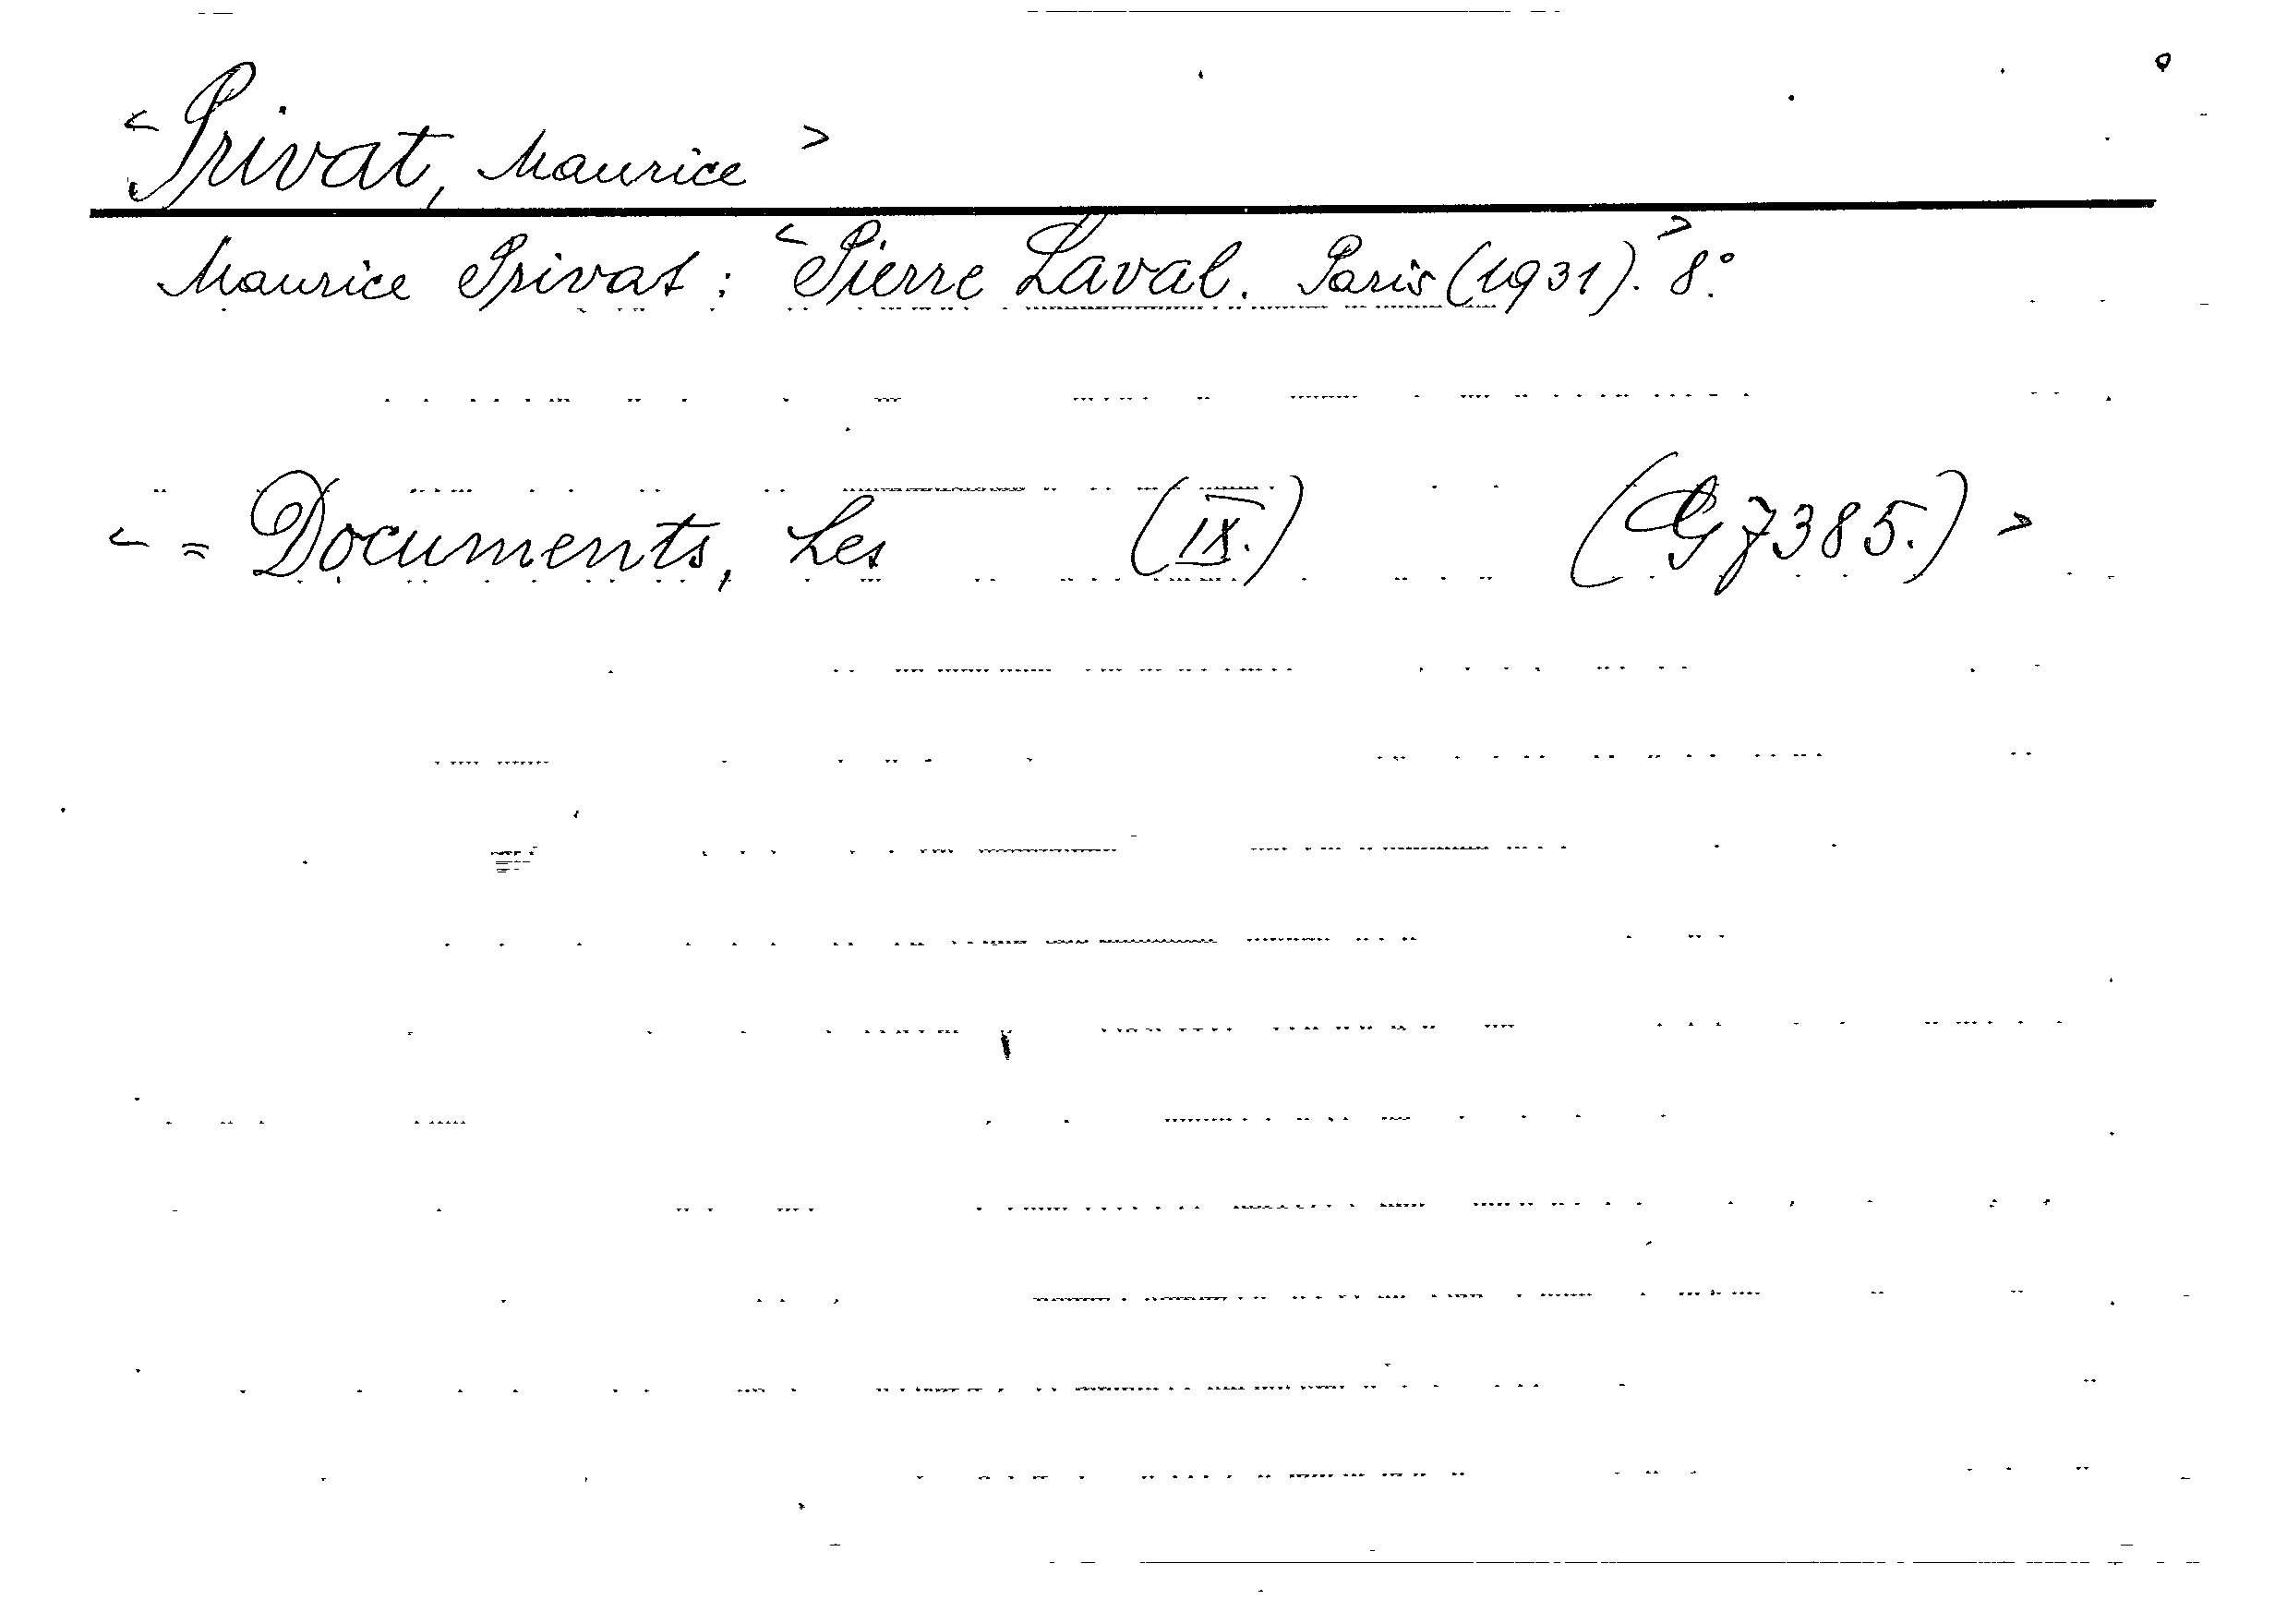 < Privat, Maurice >
Maurice Privat: < Pierre Laval. Paris (1931). > 8°.
< = Documents, Les (IX.) (G 7385.) >